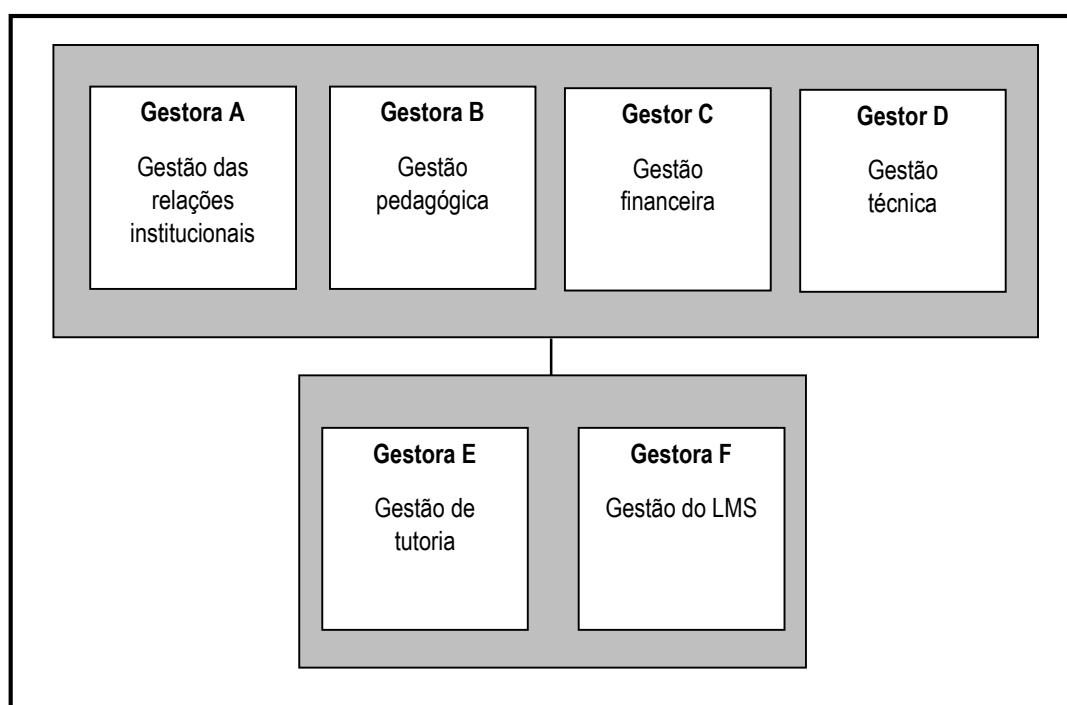 Gestora A
Gestão das
relações
institucionais
Gestora B
Gestão
pedagógica
Gestor C
Gestão
financeira
Gestor D
Gestão
técnica
Gestora E
Gestão de
tutoria
Gestora F
Gestão do LMS